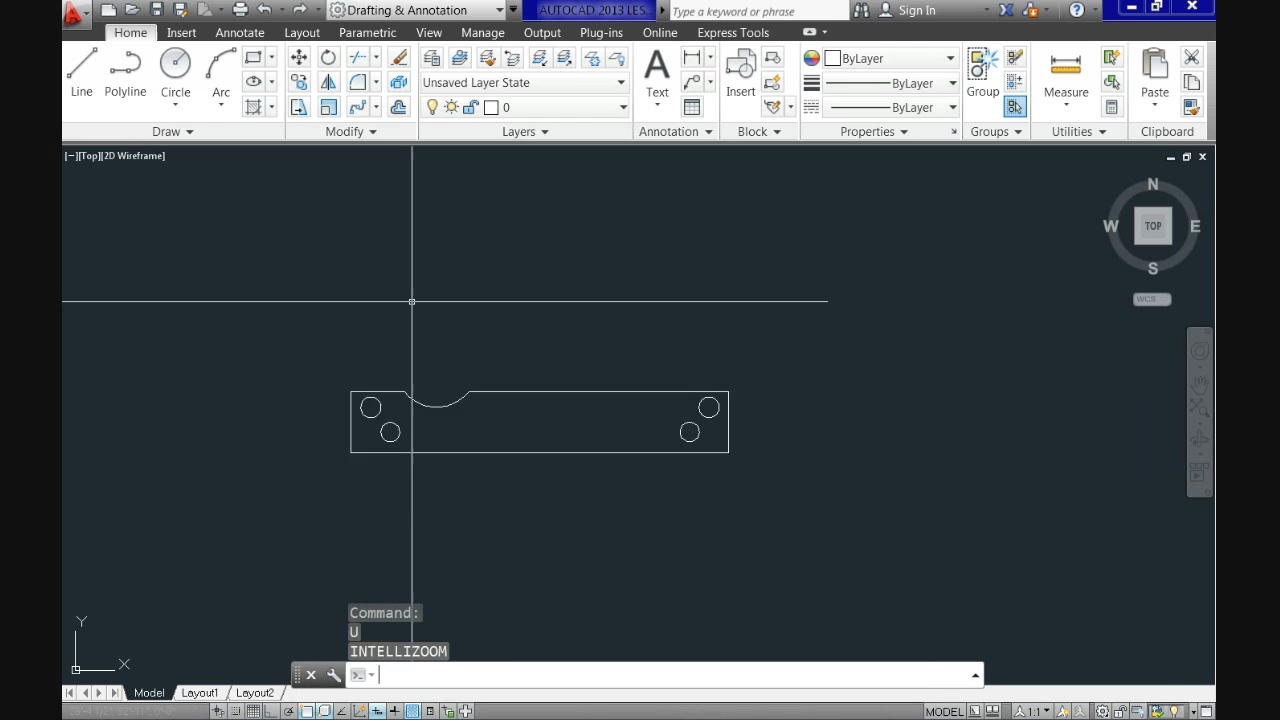 Drafting & Annotation
AUTOCAD 2013 LES
Type a keyword or phrase
Sign In
Home
Insert
Annotate
Layout
Parametric
View
Manage
Output
Plug-ins
Online
Express Tools
Line
Polyline
Circle
Arc
Unsaved Layer State
0
Text
Insert
ByLayer
ByLayer
ByLayer
Group
Measure
Paste
Draw
Modify
Layers
Annotation
Block
Properties
Groups
Utilities
Clipboard
[−][Top][2D Wireframe]
N
W
TOP
E
S
WCS
Command:
U
INTELLIZOOM
Y
X
Model
Layout1
Layout2
MODEL
1:1